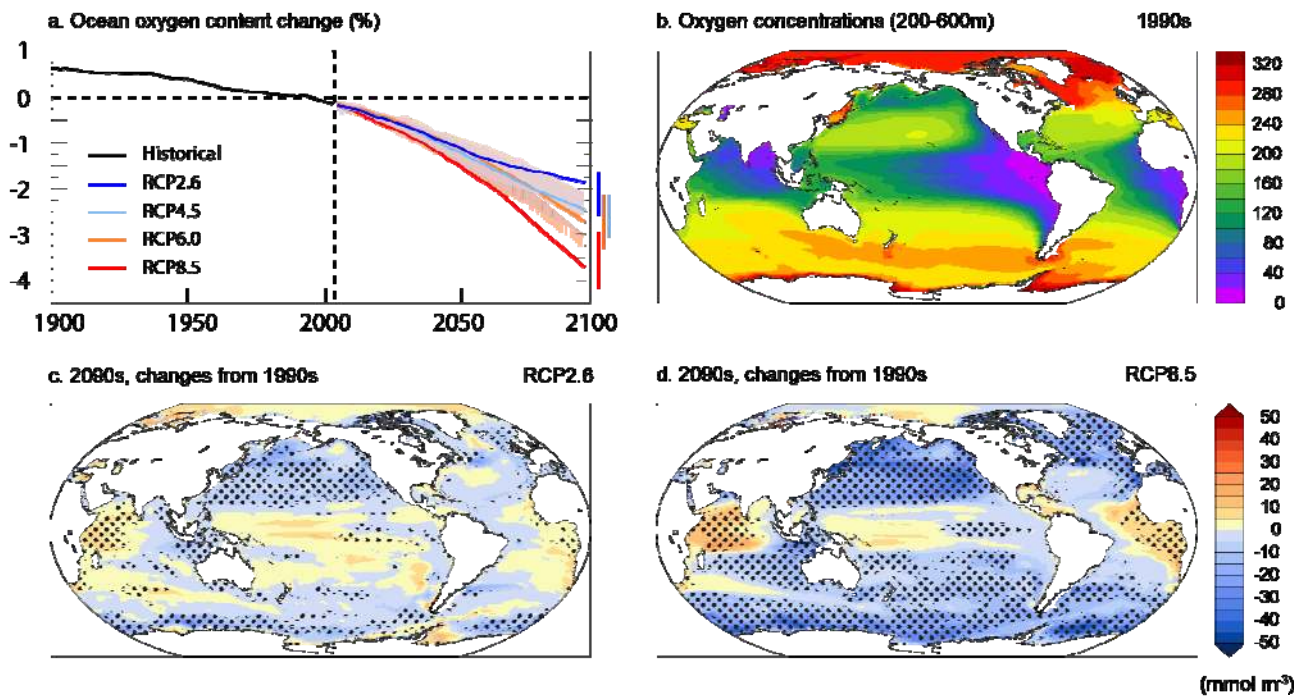 a. Ocean oxygen content change (%)
1
0
-1
-2
-3
-4
Historical
RCP2.6
RCP4.5
RCP6.0
RCP8.5
1900 1950 2000 2050 2100
b. Oxygen concentrations (200-600m) 1990s
320
280
240
200
160
120
80
40
0
c. 2090s, changes from 1990s RCP2.6
d. 2090s, changes from 1990s RCP8.5
50
40
30
20
10
0
-10
-20
-30
-40
-50
(mmol m⁻³)